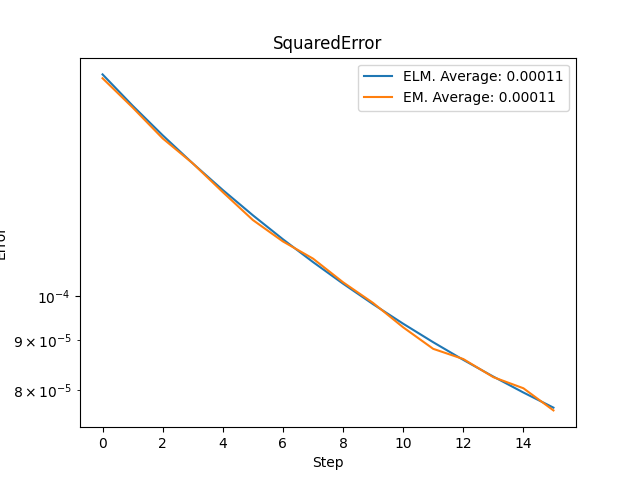 SquaredError
ELM. Average: 0.00011
EM. Average: 0.00011
Error
10⁻⁴
9 × 10⁻⁵
8 × 10⁻⁵
0 2 4 6 8 10 12 14
Step